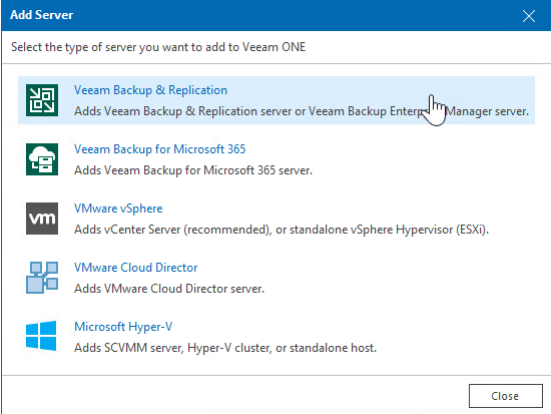 Add Server
Select the type of server you want to add to Veeam ONE
Veeam Backup & Replication
Adds Veeam Backup & Replication server or Veeam Backup Enterprise Manager server.
Veeam Backup for Microsoft 365
Adds Veeam Backup for Microsoft 365 server.
vm
VMware vSphere
Adds vCenter Server (recommended), or standalone vSphere Hypervisor (ESXi).
VMware Cloud Director
Adds VMware Cloud Director server.
Microsoft Hyper-V
Adds SCVMM server, Hyper-V cluster, or standalone host.
Close